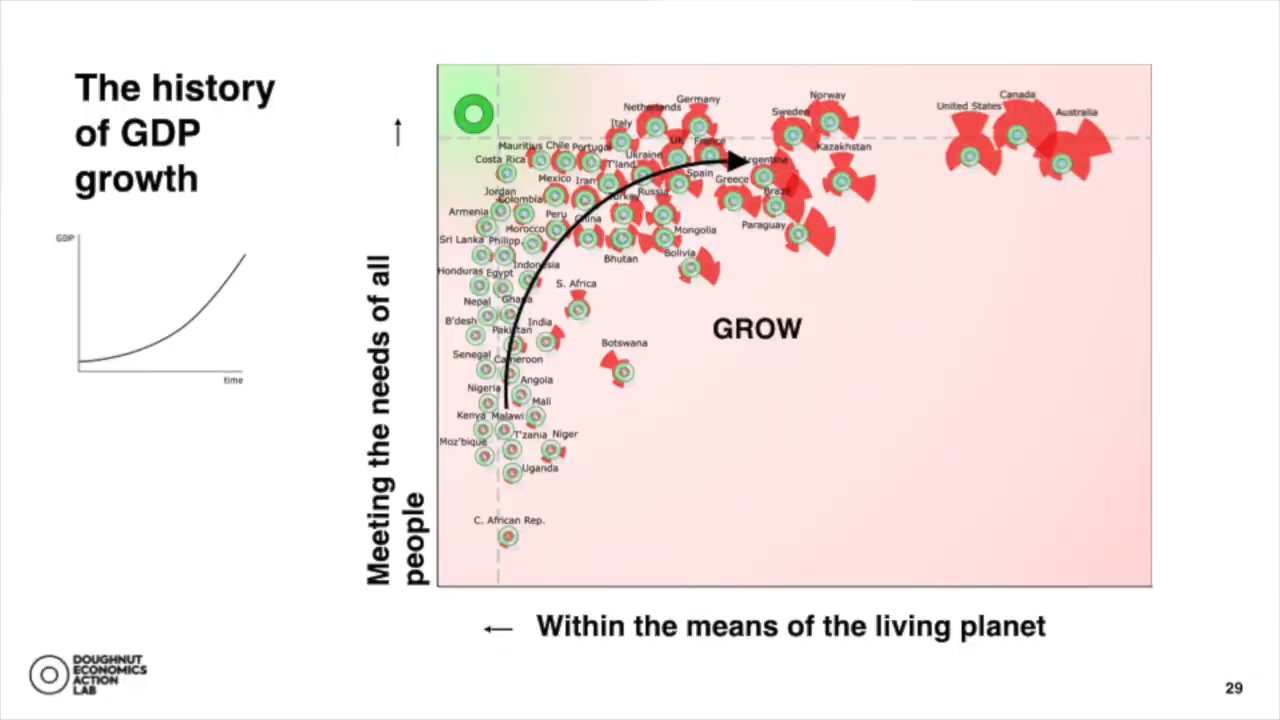 The history
of GDP
growth
GDP
time
Meeting the needs of all
people
Netherlands
Germany
Norway
Canada
United States
Australia
Italy
Sweden
Mauritius
Chile
Portugal
UK
France
Kazakhstan
Costa Rica
T'land
Ukraine
Argentina
Mexico
Iran
Spain
Greece
Jordan
Colombia
Turkey
Russia
Brazil
Armenia
Peru
China
Paraguay
Morocco
Mongolia
Sri Lanka
Philipp.
Bhutan
Bolivia
Honduras
Egypt
Indonesia
S. Africa
Nepal
Ghana
B'desh
Pakistan
India
GROW
Botswana
Senegal
Cameroon
Nigeria
Angola
Mali
Kenya
Malawi
Moz'bique
T'zania
Niger
Uganda
C. African Rep.
Within the means of the living planet
DOUGHNUT
ECONOMICS
ACTION
LAB
29